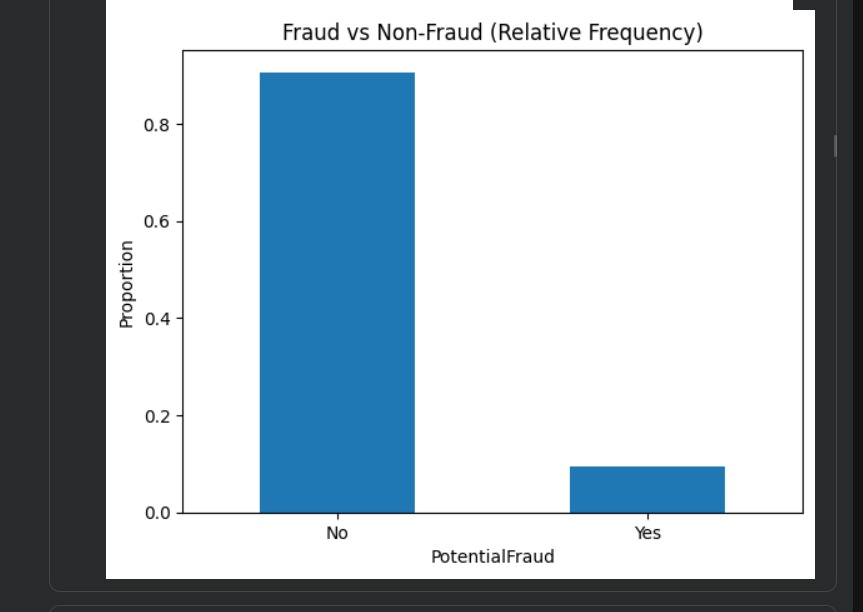 Fraud vs Non-Fraud (Relative Frequency)
0.8
0.6
0.4
0.2
0.0
Proportion
No
Yes
PotentialFraud